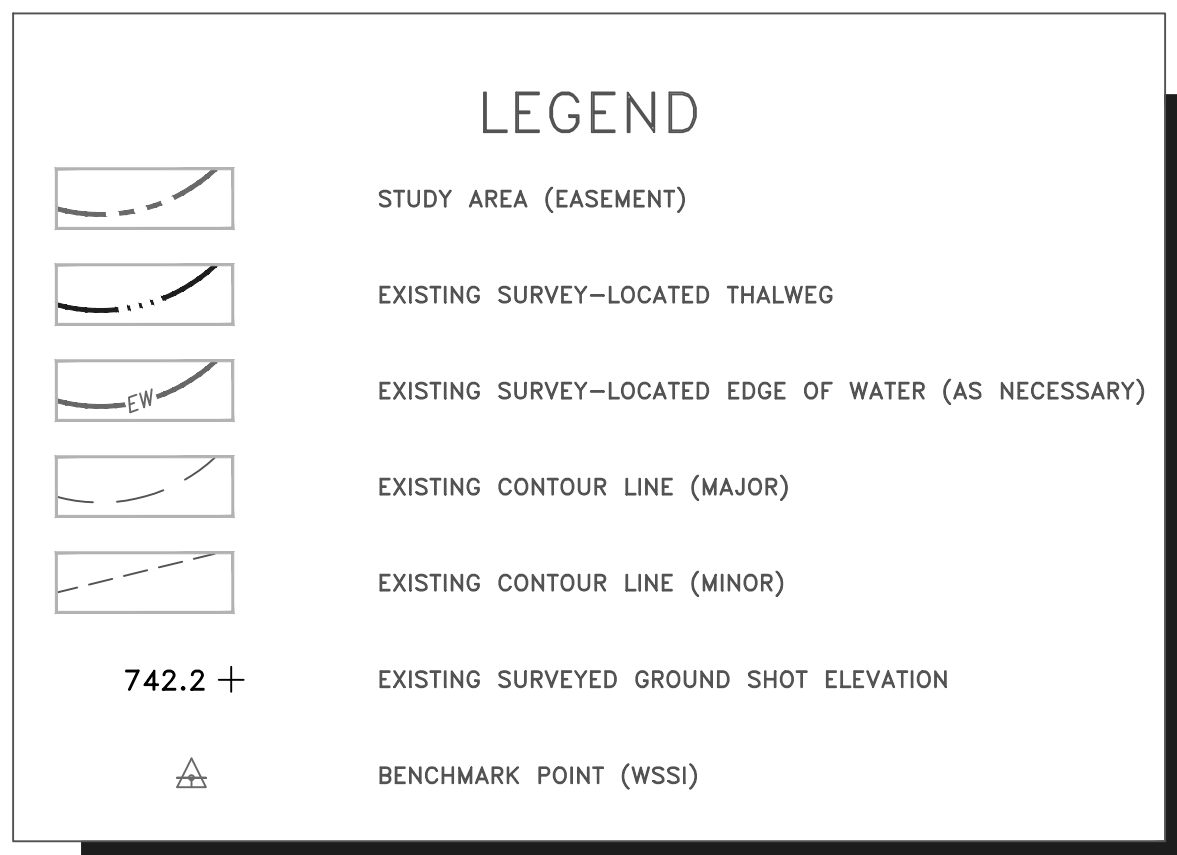 LEGEND
STUDY AREA (EASEMENT)
EXISTING SURVEY-LOCATED THALWEG
EW
EXISTING SURVEY-LOCATED EDGE OF WATER (AS NECESSARY)
EXISTING CONTOUR LINE (MAJOR)
EXISTING CONTOUR LINE (MINOR)
742.2 + EXISTING SURVEYED GROUND SHOT ELEVATION
BENCHMARK POINT (WSSI)